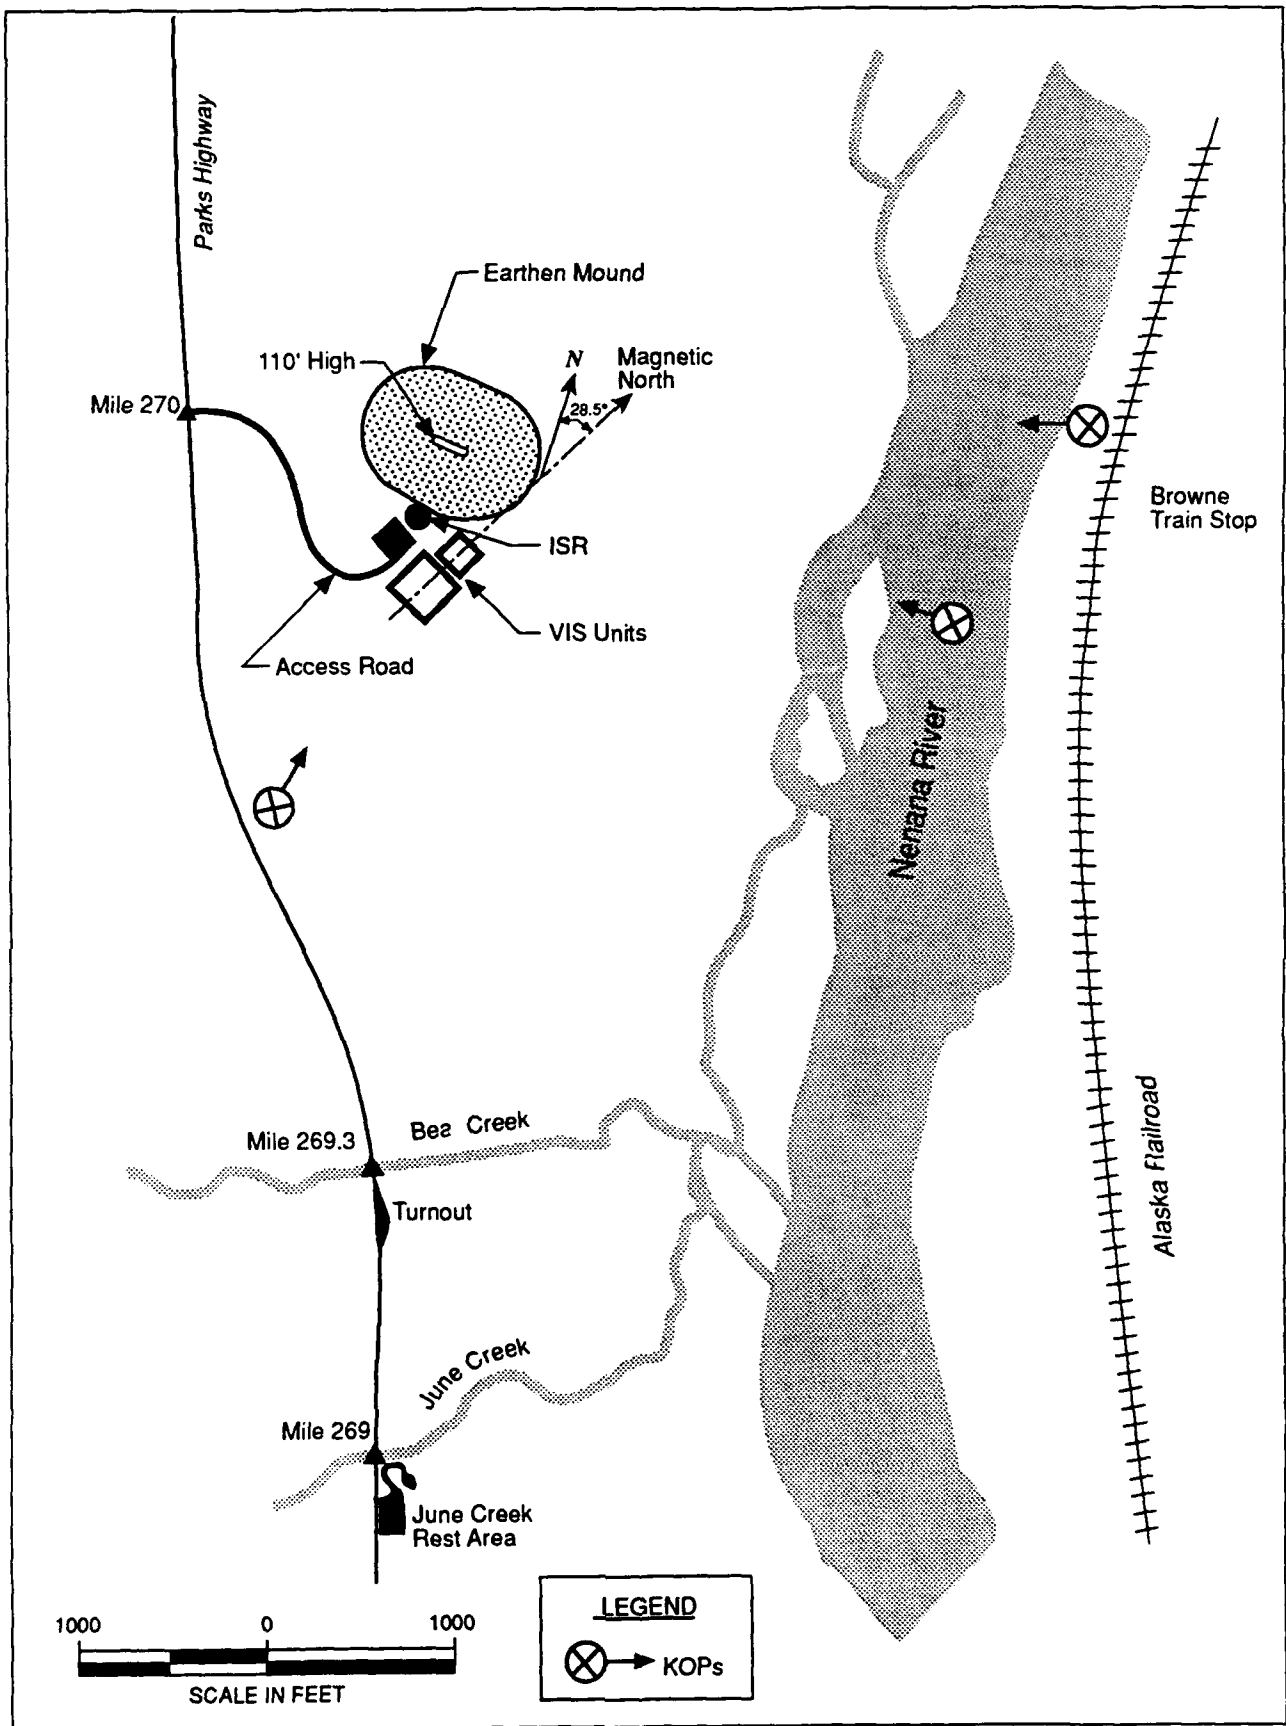 Parks Highway
Earthen Mound
110' High
N
Magnetic
North
28.5°
Mile 270
Browne
Train Stop
ISR
VIS Units
Access Road
Nenana River
Mile 269.3
Bea Creek
Turnout
Alaska Railroad
June Creek
Mile 269
June Creek
Rest Area
1000 0 1000
SCALE IN FEET
LEGEND
KOPs